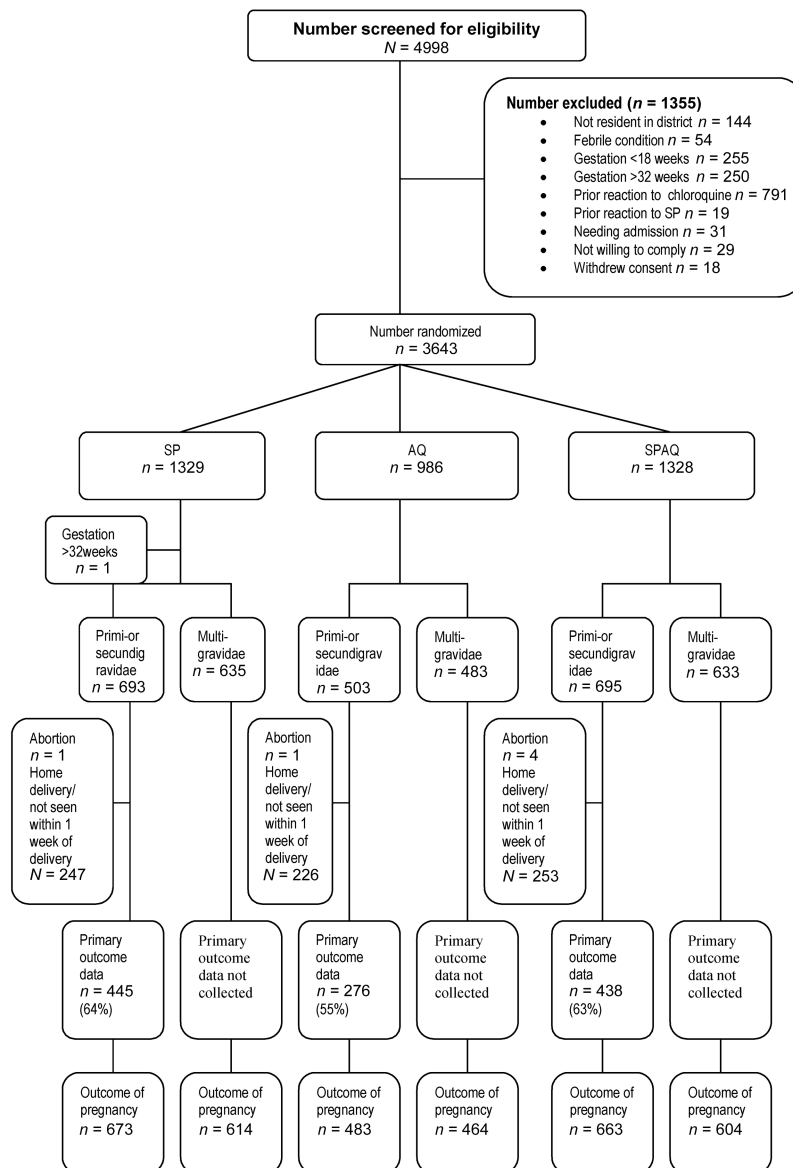 Number screened for eligibility
N = 4998
Number excluded (n = 1355)
• Not resident in district n = 144
• Febrile condition n = 54
• Gestation <18 weeks n = 255
• Gestation >32 weeks n = 250
• Prior reaction to chloroquine n = 791
• Prior reaction to SP n = 19
• Needing admission n = 31
• Not willing to comply n = 29
• Withdrew consent n = 18
Number randomized
n = 3643
SP
n = 1329
AQ
n = 986
SPAQ
n = 1328
Gestation
>32weeks
n = 1
Primi-or
secundig
ravidae
n = 693
Multi-
gravidae
n = 635
Primi-or
secundigrav
idae
n = 503
Multi-
gravidae
n = 483
Primi-or
secundigrav
idae
n = 695
Multi-
gravidae
n = 633
Abortion
n = 1
Home
delivery/
not seen
within 1
week of
delivery
N = 247
Abortion
n = 1
Home
delivery/
not seen
within 1
week of
delivery
N = 226
Abortion
n = 4
Home
delivery/
not seen
within 1
week of
delivery
N = 253
Primary
outcome
data
n = 445
(64%)
Primary
outcome
data not
collected
Primary
outcome
data
n = 276
(55%)
Primary
outcome
data not
collected
Primary
outcome
data
n = 438
(63%)
Primary
outcome
data not
collected
Outcome of
pregnancy
n = 673
Outcome of
pregnancy
n = 614
Outcome of
pregnancy
n = 483
Outcome of
pregnancy
n = 464
Outcome of
pregnancy
n = 663
Outcome of
pregnancy
n = 604